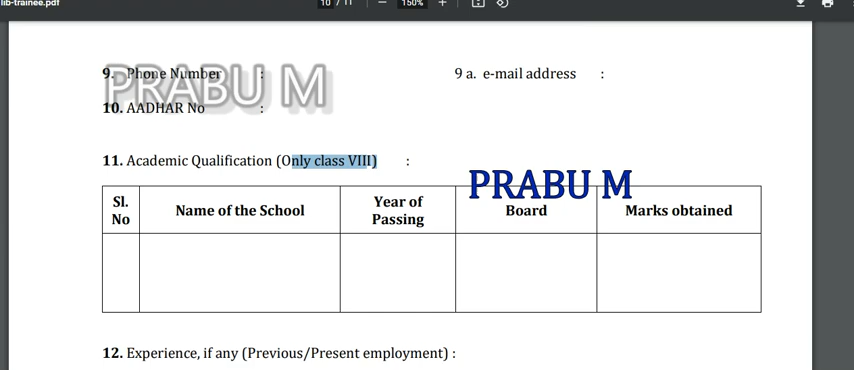 lib-trainee.pdf
10 / 11
150%
9. Phone Number :
9 a. e-mail address :
PRABU M
10. AADHAR No :
11. Academic Qualification (Only class VIII) :
PRABU M
Sl. No
Name of the School
Year of Passing
Board
Marks obtained
12. Experience, if any (Previous/Present employment) :